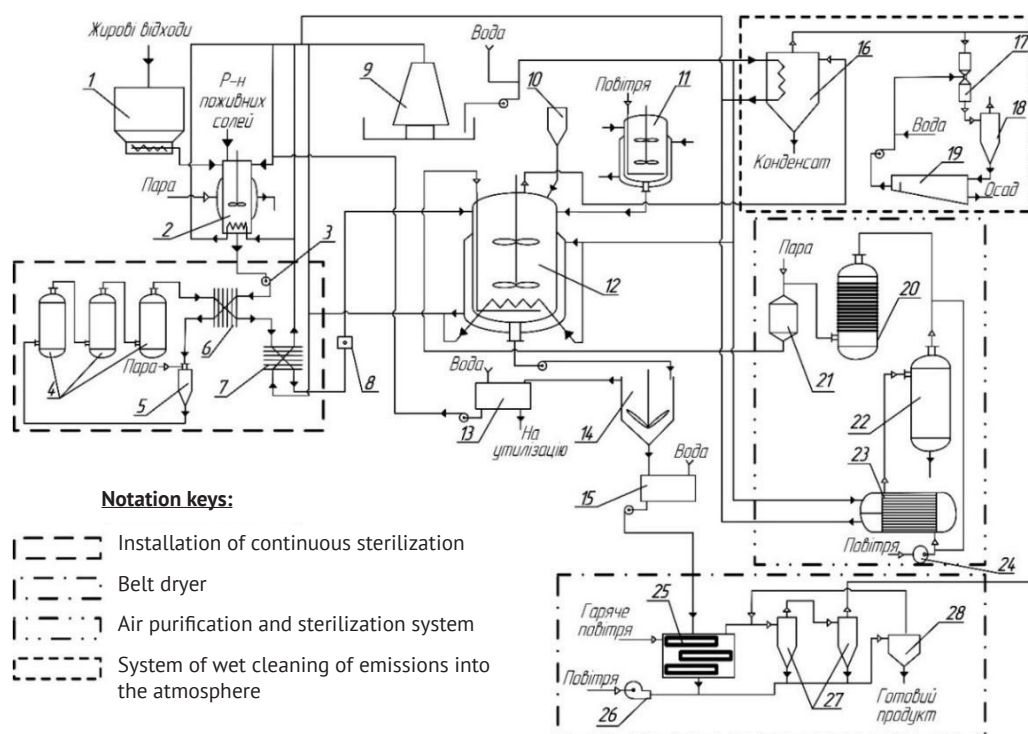 Жирові відходи
1
Р-н
поживних
солей
Пара
2
3
9
Вода
10
Повітря
11
12
16
Конденсат
17
18
Вода
19
Осад
4
Пара
5
6
7
8
Вода
13
На
утилізацію
14
Вода
15
Пара
20
21
22
23
Повітря
24
Гаряче
повітря
25
Повітря
26
27
28
Готовий
продукт
Notation keys:
Installation of continuous sterilization
Belt dryer
Air purification and sterilization system
System of wet cleaning of emissions into
the atmosphere